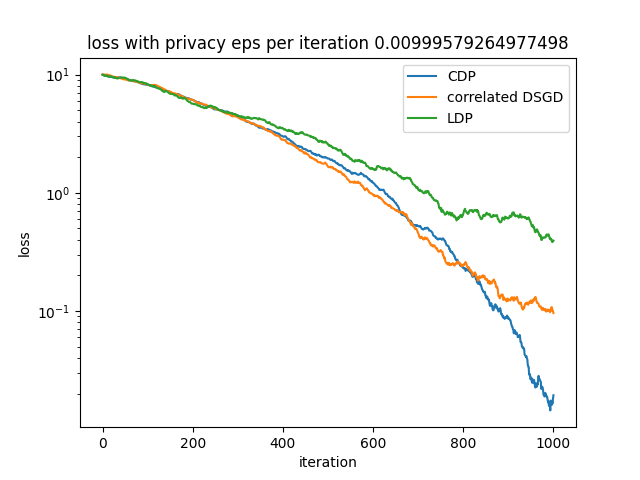 loss with privacy eps per iteration 0.00999579264977498
CDP
correlated DSGD
LDP
loss
10¹
10⁰
10⁻¹
0 200 400 600 800 1000
iteration